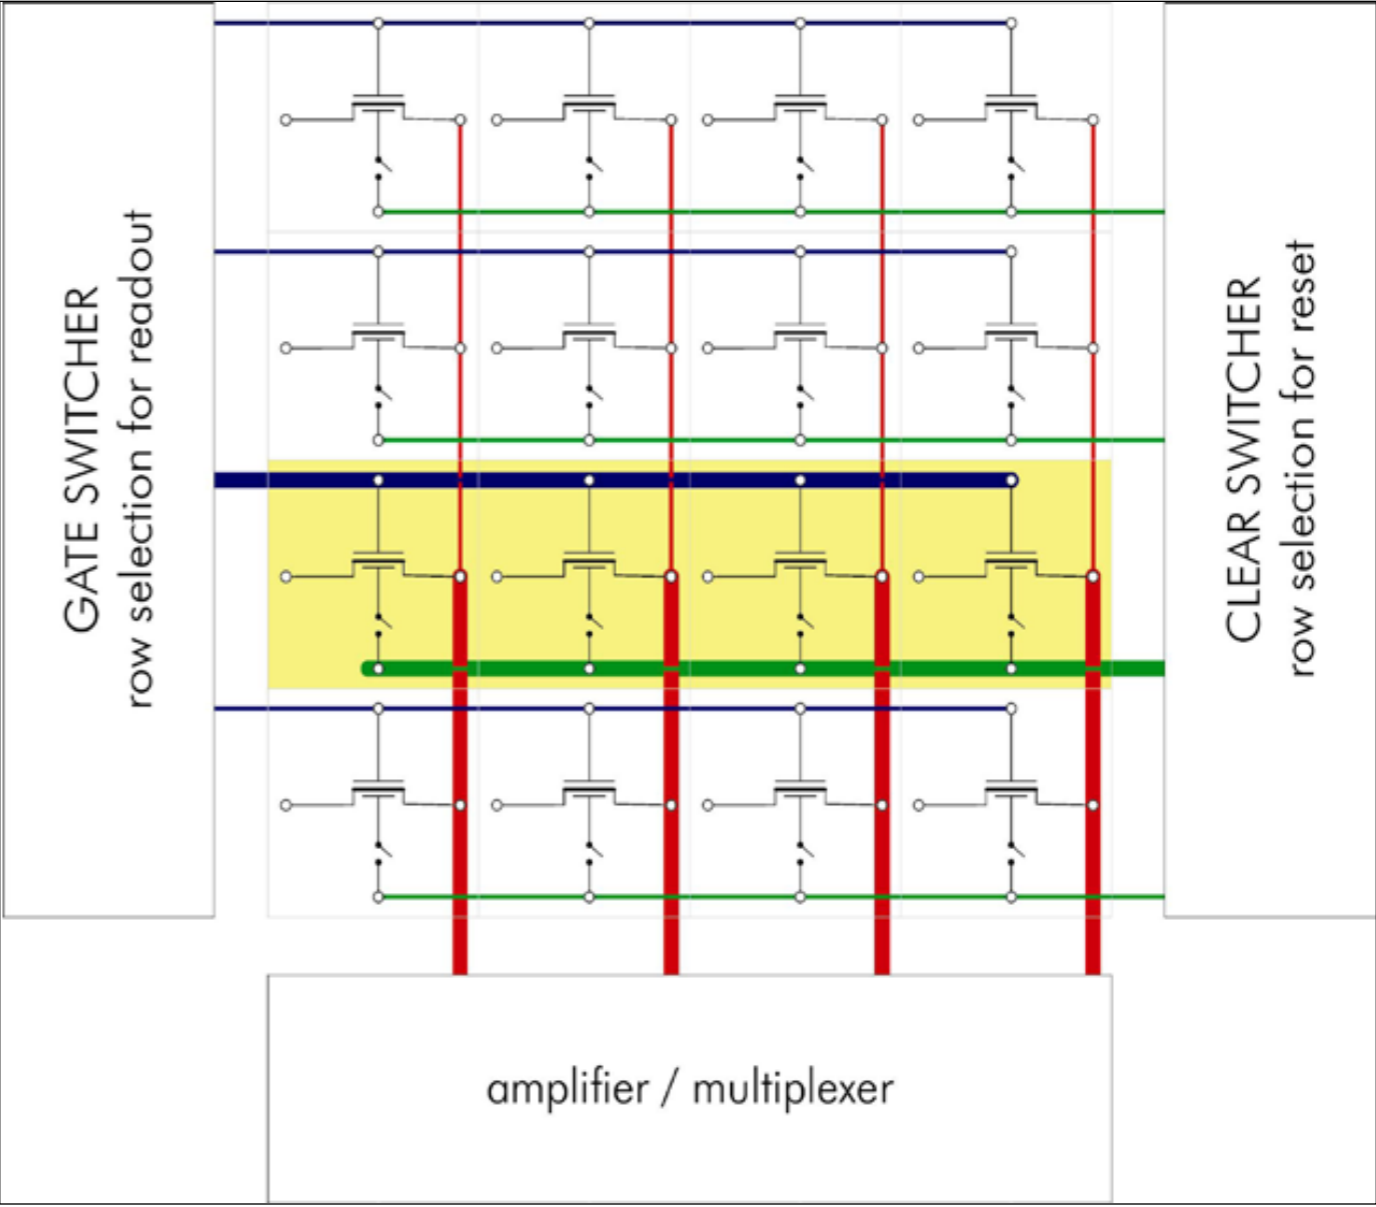 GATE SWITCHER
row selection for readout
CLEAR SWITCHER
row selection for reset
amplifier / multiplexer